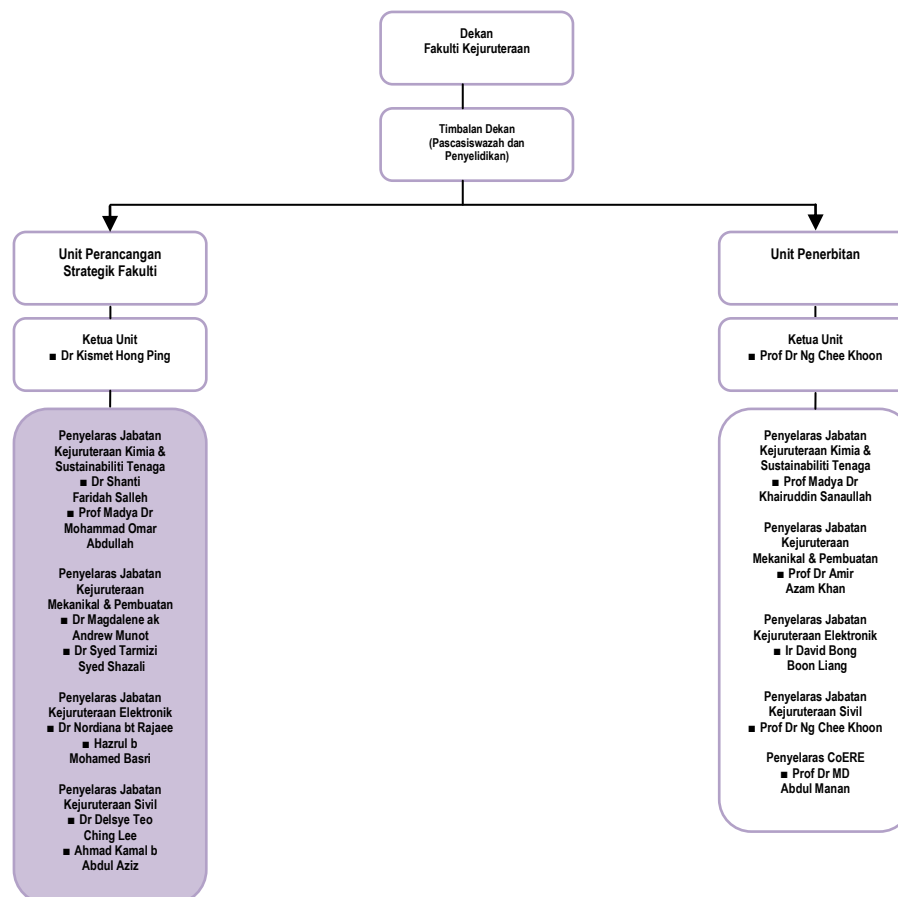 Dekan
Fakulti Kejuruteraan
Timbalan Dekan
(Pascasiswazah dan
Penyelidikan)
Unit Perancangan
Strategik Fakulti
Ketua Unit
■ Dr Kismet Hong Ping
Penyelaras Jabatan
Kejuruteraan Kimia &
Sustainabiliti Tenaga
■ Dr Shanti
Faridah Salleh
■ Prof Madya Dr
Mohammad Omar
Abdullah
Penyelaras Jabatan
Kejuruteraan
Mekanikal & Pembuatan
■ Dr Magdalene ak
Andrew Munot
■ Dr Syed Tarmizi
Syed Shazali
Penyelaras Jabatan
Kejuruteraan Elektronik
■ Dr Nordiana bt Rajaee
■ Hazrul b
Mohamed Basri
Penyelaras Jabatan
Kejuruteraan Sivil
■ Dr Delsye Teo
Ching Lee
■ Ahmad Kamal b
Abdul Aziz
Unit Penerbitan
Ketua Unit
■ Prof Dr Ng Chee Khoon
Penyelaras Jabatan
Kejuruteraan Kimia &
Sustainabiliti Tenaga
■ Prof Madya Dr
Khairuddin Sanaullah
Penyelaras Jabatan
Kejuruteraan
Mekanikal & Pembuatan
■ Prof Dr Amir
Azam Khan
Penyelaras Jabatan
Kejuruteraan Elektronik
■ Ir David Bong
Boon Liang
Penyelaras Jabatan
Kejuruteraan Sivil
■ Prof Dr Ng Chee Khoon
Penyelaras CoERE
■ Prof Dr MD
Abdul Manan